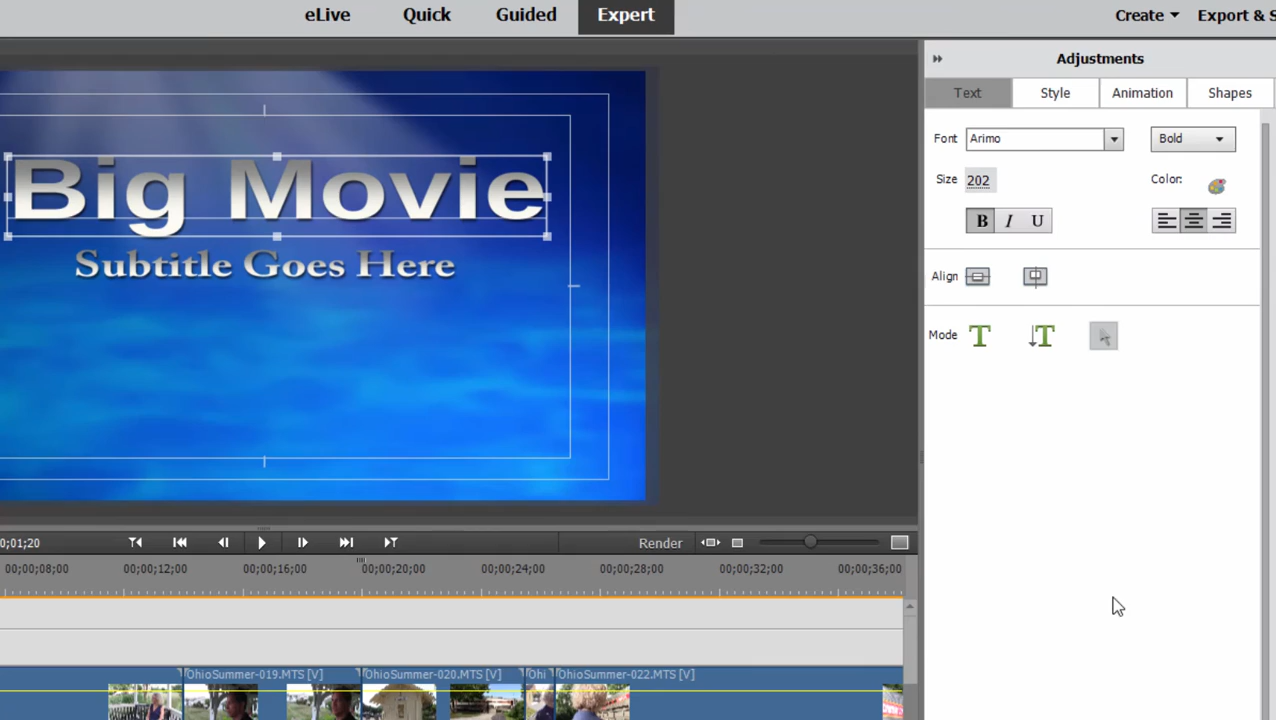 eLive Quick Guided Expert Create Export & S
Adjustments
Text Style Animation Shapes
Font Arimo Bold
Size 202 Color:
B I U
Align
Mode T T
Big Movie
Subtitle Goes Here
0;01;20 Render
00;00;08;00 00;00;12;00 00;00;16;00 00;00;20;00 00;00;24;00 00;00;28;00 00;00;32;00 00;00;36;00
OhioSummer-019.MTS [V] OhioSummer-020.MTS [V] Ohi OhioSummer-022.MTS [V]